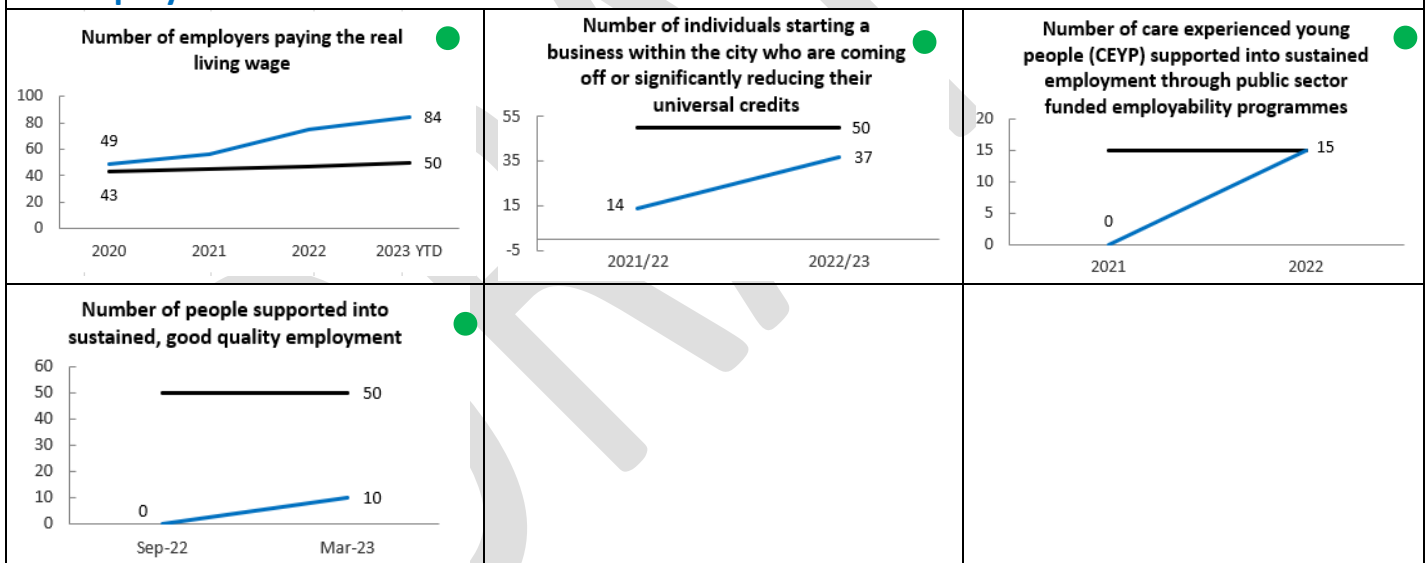 Number of employers paying the real
living wage
100
80
60
40
20
0
49
43
84
50
2020 2021 2022 2023 YTD
Number of individuals starting a
business within the city who are coming
off or significantly reducing their
universal credits
55
35
15
-5
14
50
37
2021/22 2022/23
Number of care experienced young
people (CEYP) supported into sustained
employment through public sector
funded employability programmes
20
15
10
5
0
0
15
2021 2022
Number of people supported into
sustained, good quality employment
60
50
40
30
20
10
0
0
50
10
Sep-22 Mar-23